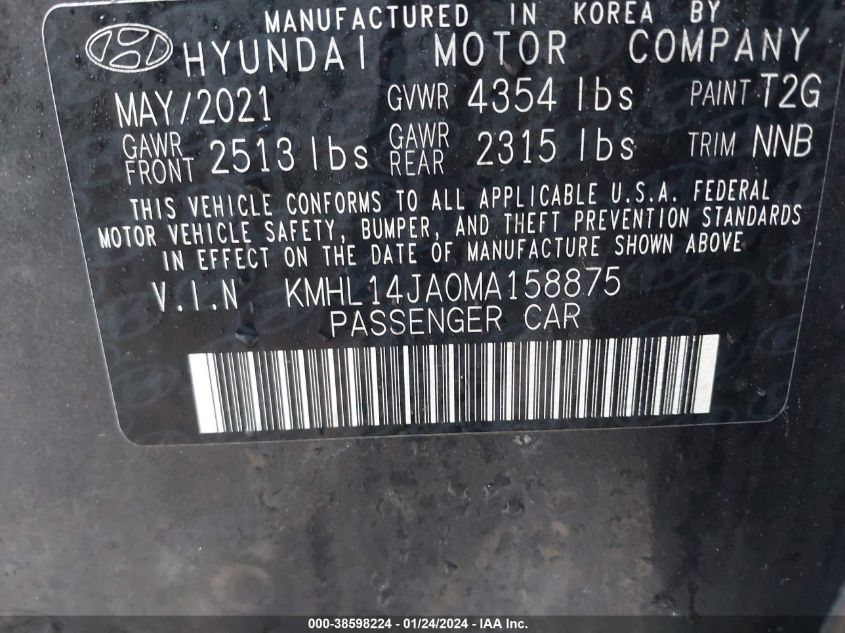 MANUFACTURED IN KOREA BY
HYUNDAI MOTOR COMPANY
MAY/2021 GVWR 4354 lbs PAINT T2G
GAWR FRONT 2513 lbs GAWR REAR 2315 lbs TRIM NNB
THIS VEHICLE CONFORMS TO ALL APPLICABLE U.S.A. FEDERAL
MOTOR VEHICLE SAFETY, BUMPER, AND THEFT PREVENTION STANDARDS
IN EFFECT ON THE DATE OF MANUFACTURE SHOWN ABOVE
V.I.N KMHL14JA0MA158875
PASSENGER CAR
000-38598224 - 01/24/2024 - IAA Inc.